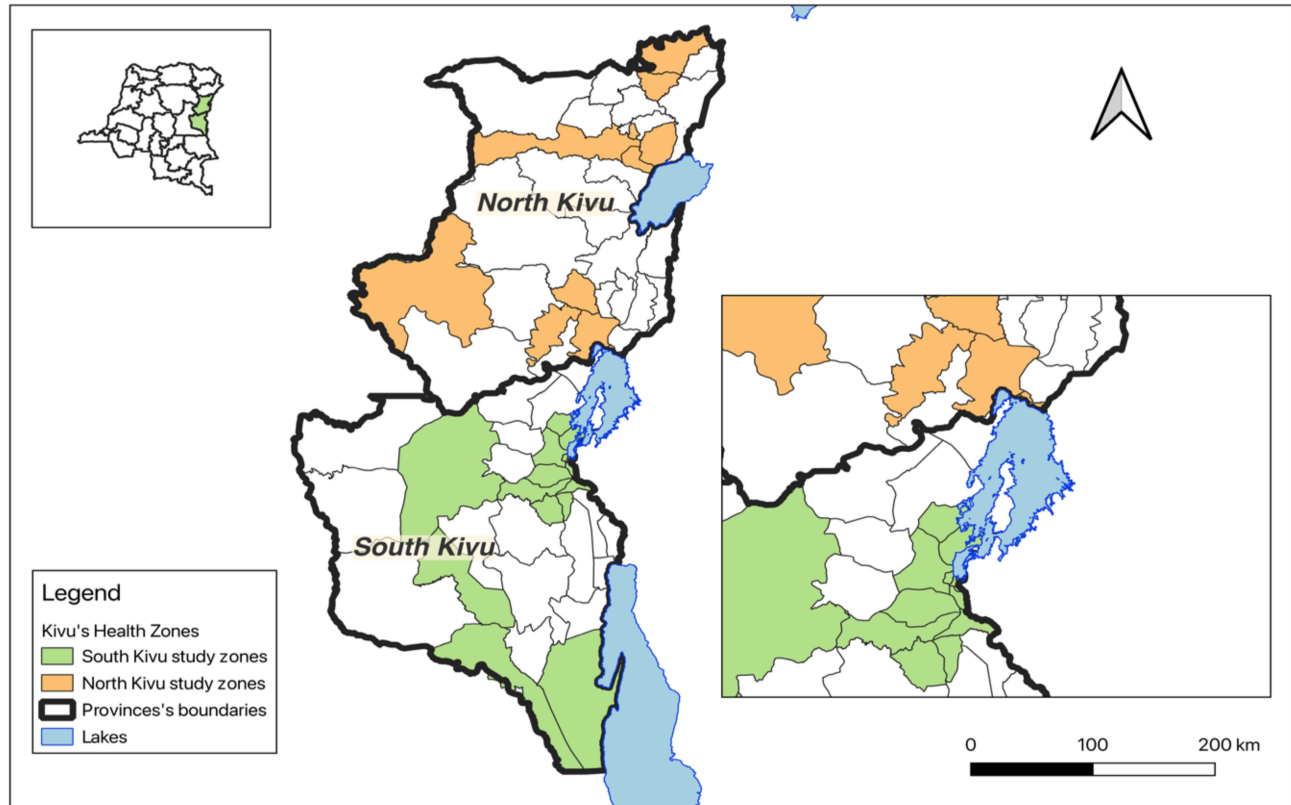 North Kivu
South Kivu
Legend
Kivu's Health Zones
South Kivu study zones
North Kivu study zones
Provinces's boundaries
Lakes
0 100 200 km